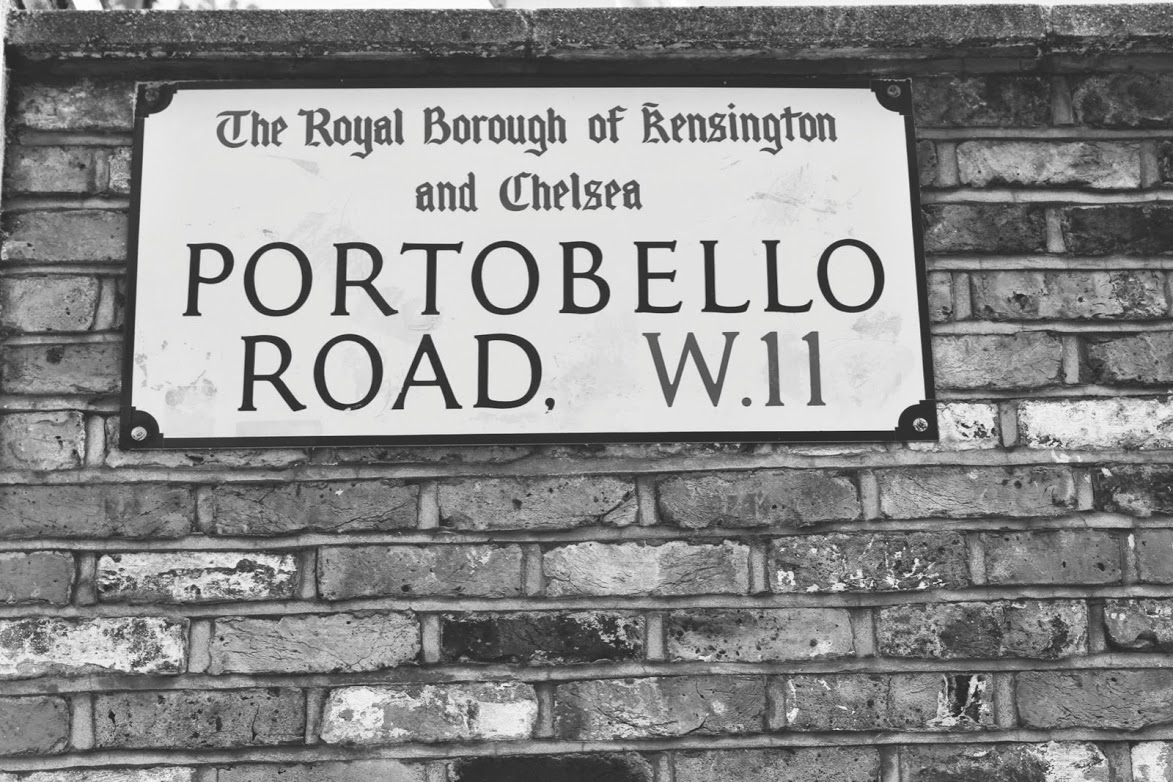 The Royal Borough of Kensington
and Chelsea
PORTOBELLO
ROAD, W.11